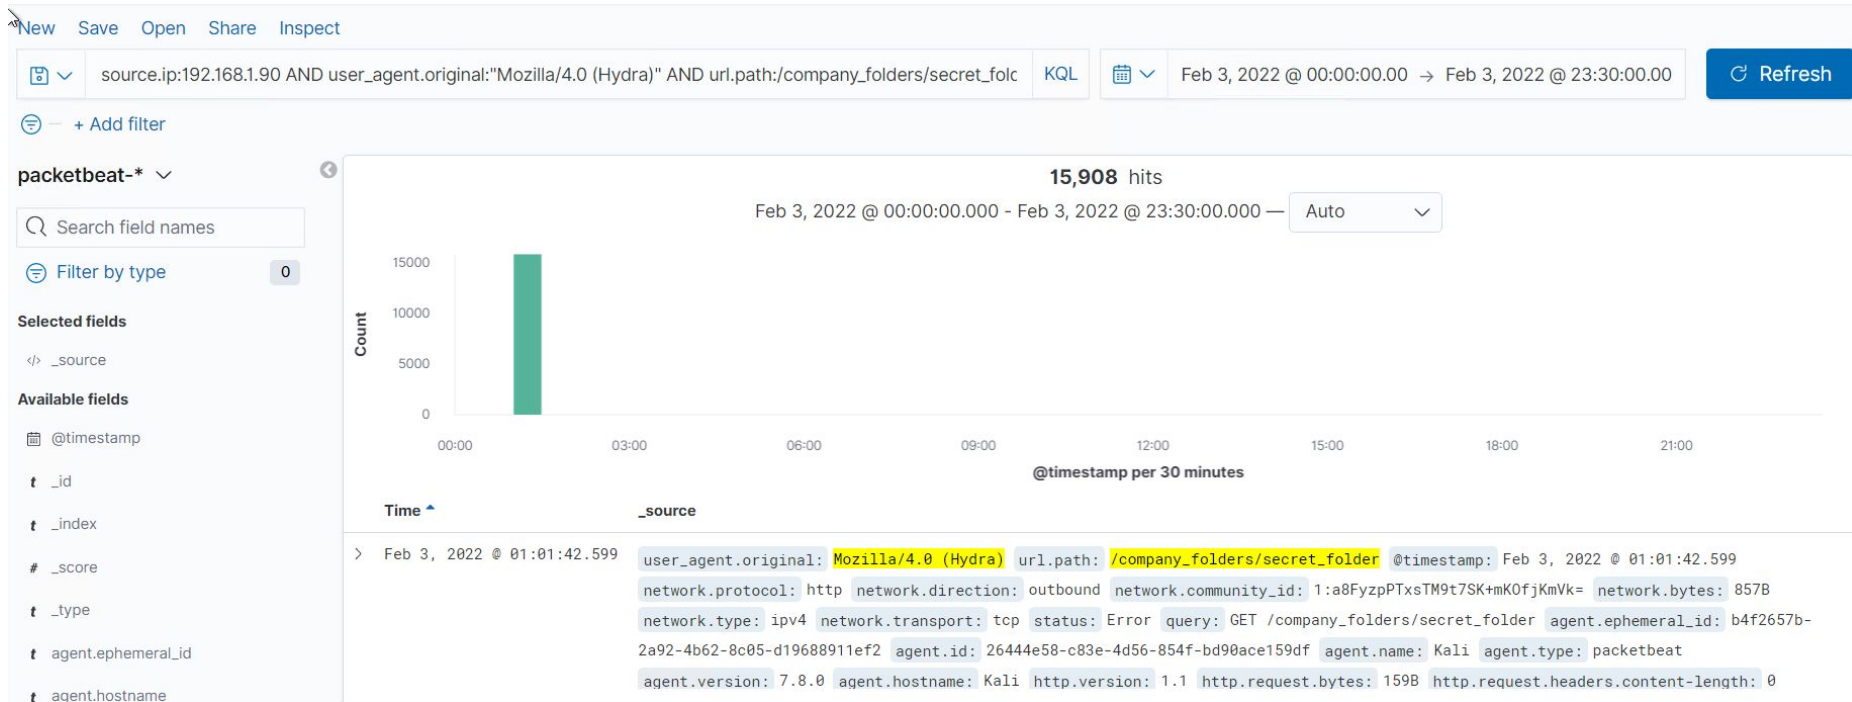 New Save Open Share Inspect
source.ip:192.168.1.90 AND user_agent.original:"Mozilla/4.0 (Hydra)" AND url.path:/company_folders/secret_folc KQL Feb 3, 2022 @ 00:00:00.00 → Feb 3, 2022 @ 23:30:00.00 Refresh
+ Add filter
packetbeat-*
15,908 hits
Feb 3, 2022 @ 00:00:00.000 - Feb 3, 2022 @ 23:30:00.000 — Auto
Search field names
Filter by type 0
Selected fields
</> _source
Available fields
@timestamp
t _id
t _index
# _score
t _type
t agent.ephemeral_id
t agent.hostname
15000
10000
5000
0
Count
00:00 03:00 06:00 09:00 12:00 15:00 18:00 21:00
@timestamp per 30 minutes
Time _source
Feb 3, 2022 @ 01:01:42.599 user_agent.original: Mozilla/4.0 (Hydra) url.path: /company_folders/secret_folder @timestamp: Feb 3, 2022 @ 01:01:42.599
network.protocol: http network.direction: outbound network.community_id: 1:a8FyzpPTxsTM9t7SK+mKOfjKmVk= network.bytes: 857B
network.type: ipv4 network.transport: tcp status: Error query: GET /company_folders/secret_folder agent.ephemeral_id: b4f2657b-
2a92-4b62-8c05-d19688911ef2 agent.id: 26444e58-c83e-4d56-854f-bd90ace159df agent.name: Kali agent.type: packetbeat
agent.version: 7.8.0 agent.hostname: Kali http.version: 1.1 http.request.bytes: 159B http.request.headers.content-length: 0